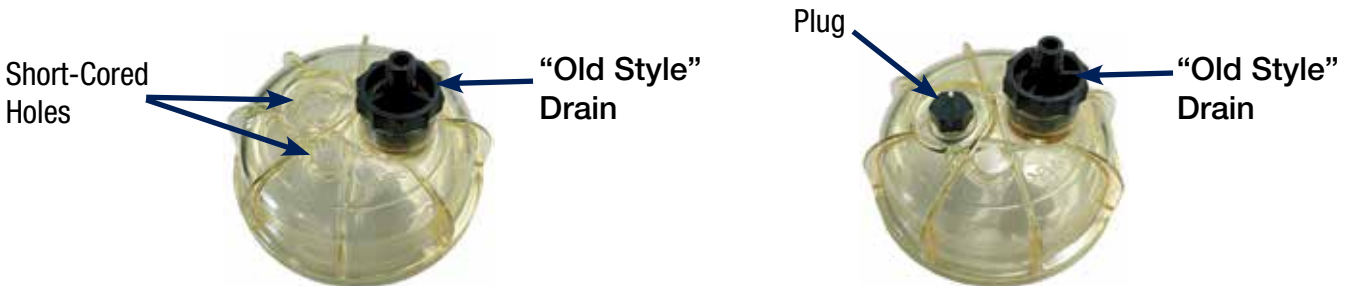 Short-Cored
Holes
“Old Style”
Drain
Plug
“Old Style”
Drain